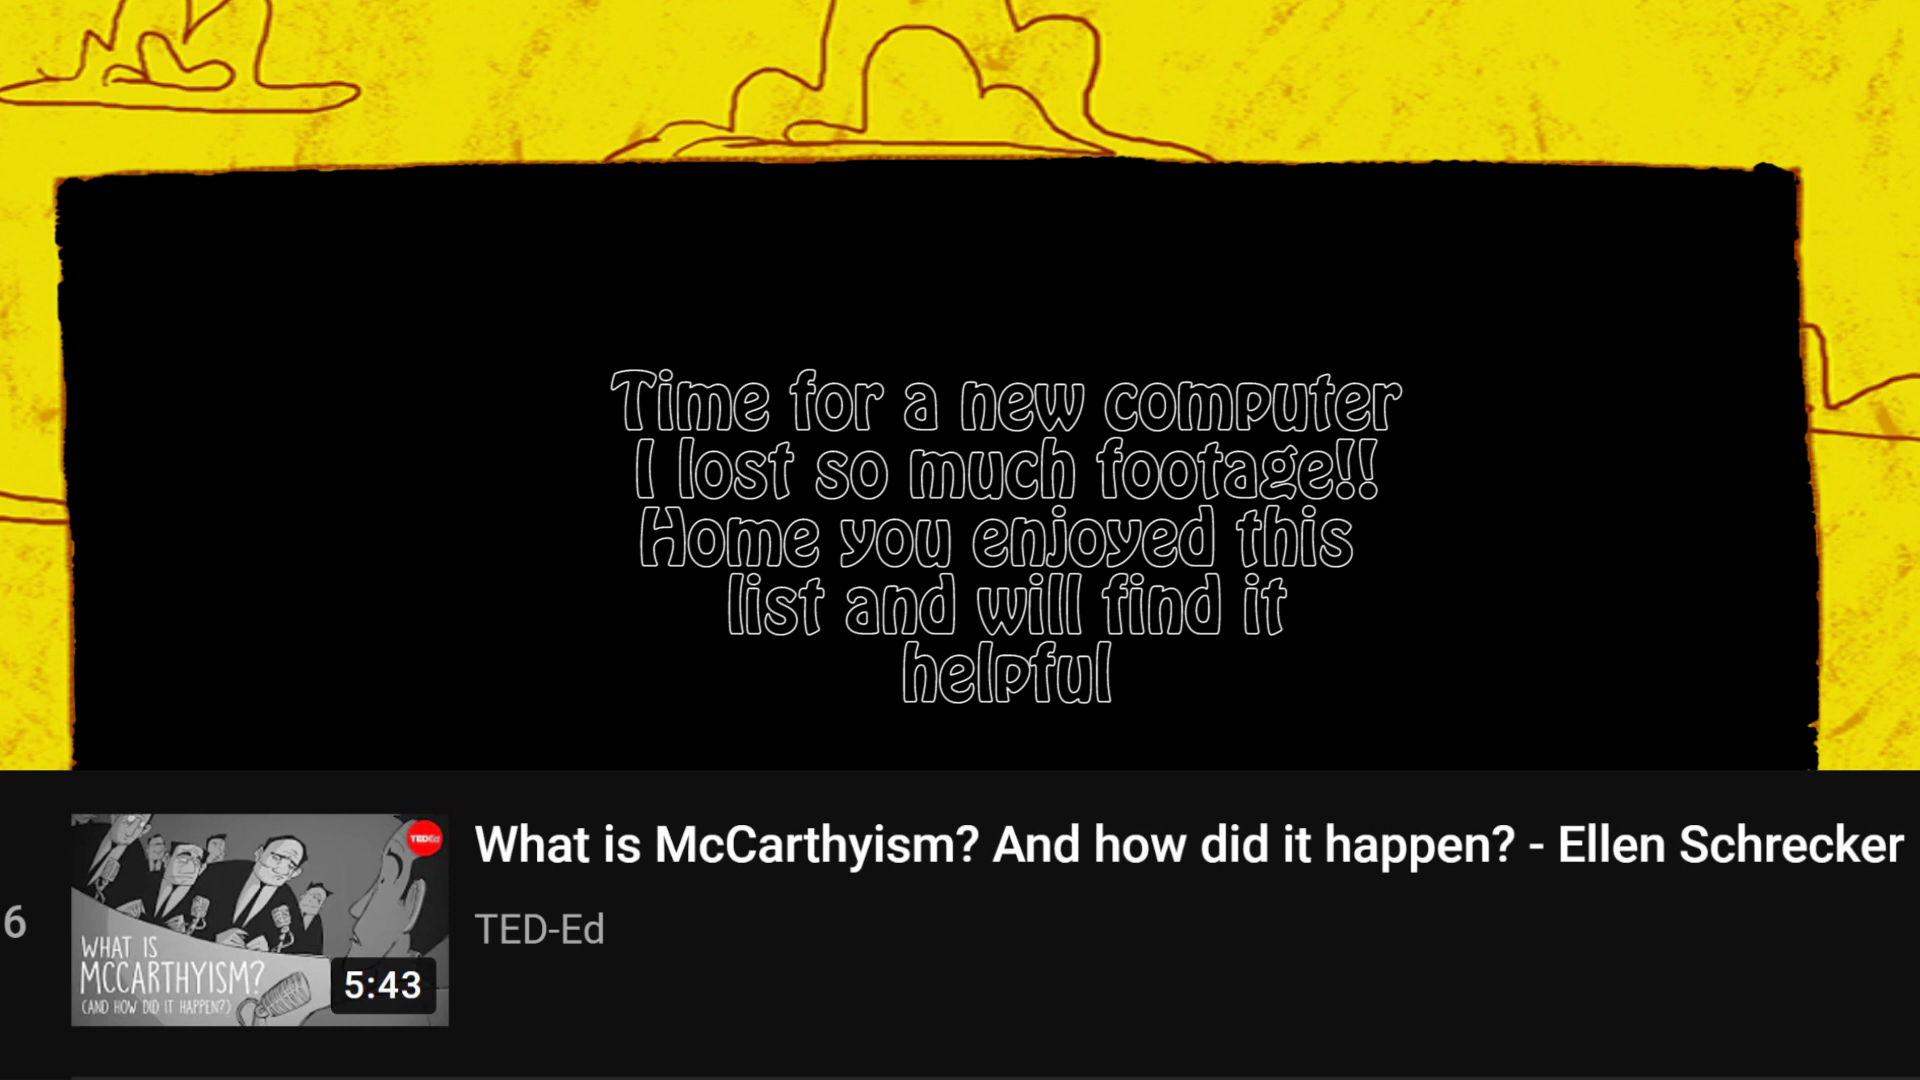 Time for a new computer
I lost so much footage!!
Home you enjoyed this
list and will find it
helpful
6
TED-Ed
WHAT IS
MCCARTHYISM?
(AND HOW DID IT HAPPEN?)
5:43
What is McCarthyism? And how did it happen? - Ellen Schrecker
TED-Ed